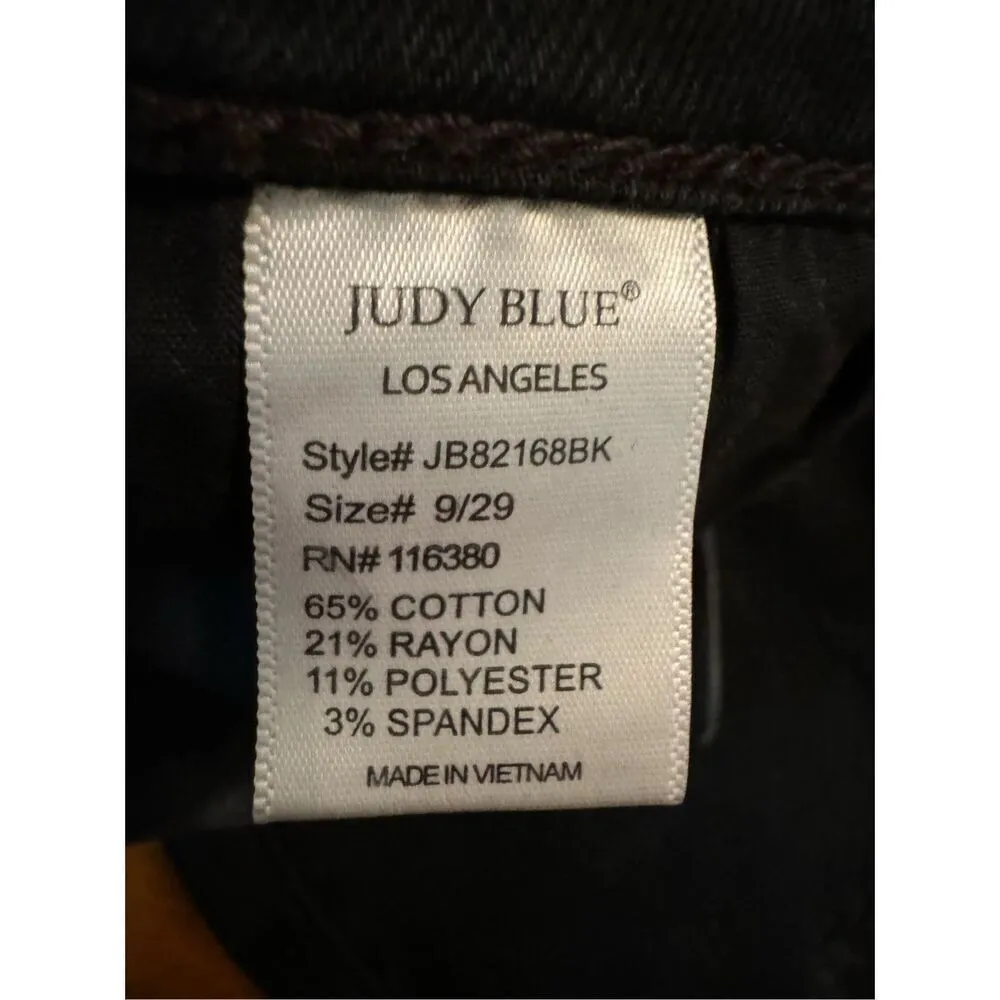 JUDY BLUE®
LOS ANGELES
Style# JB82168BK
Size# 9/29
RN# 116380
65% COTTON
21% RAYON
11% POLYESTER
3% SPANDEX
MADE IN VIETNAM